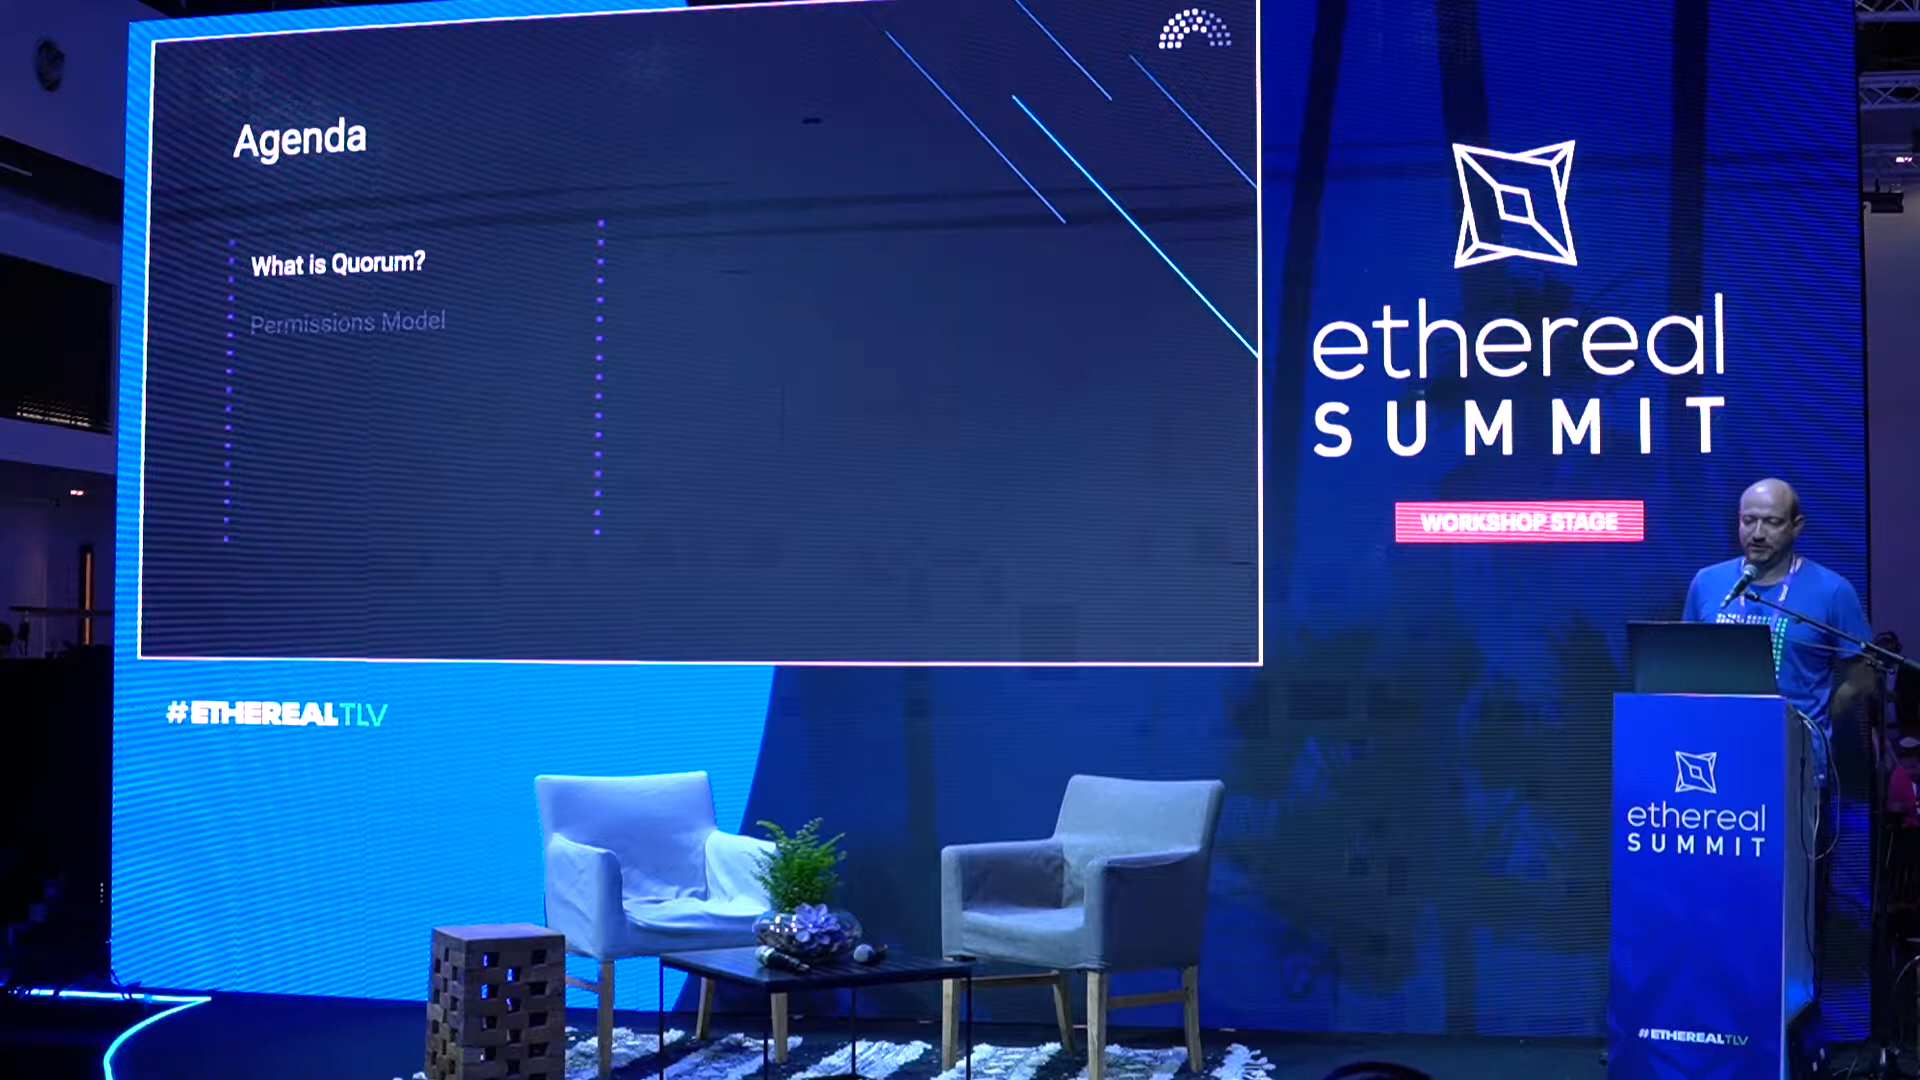 Agenda
What is Quorum?
Permissions Model
#ETHEREALTLV
ethereal
SUMMIT
WORKSHOP STAGE
ethereal
SUMMIT
#ETHEREALTLV